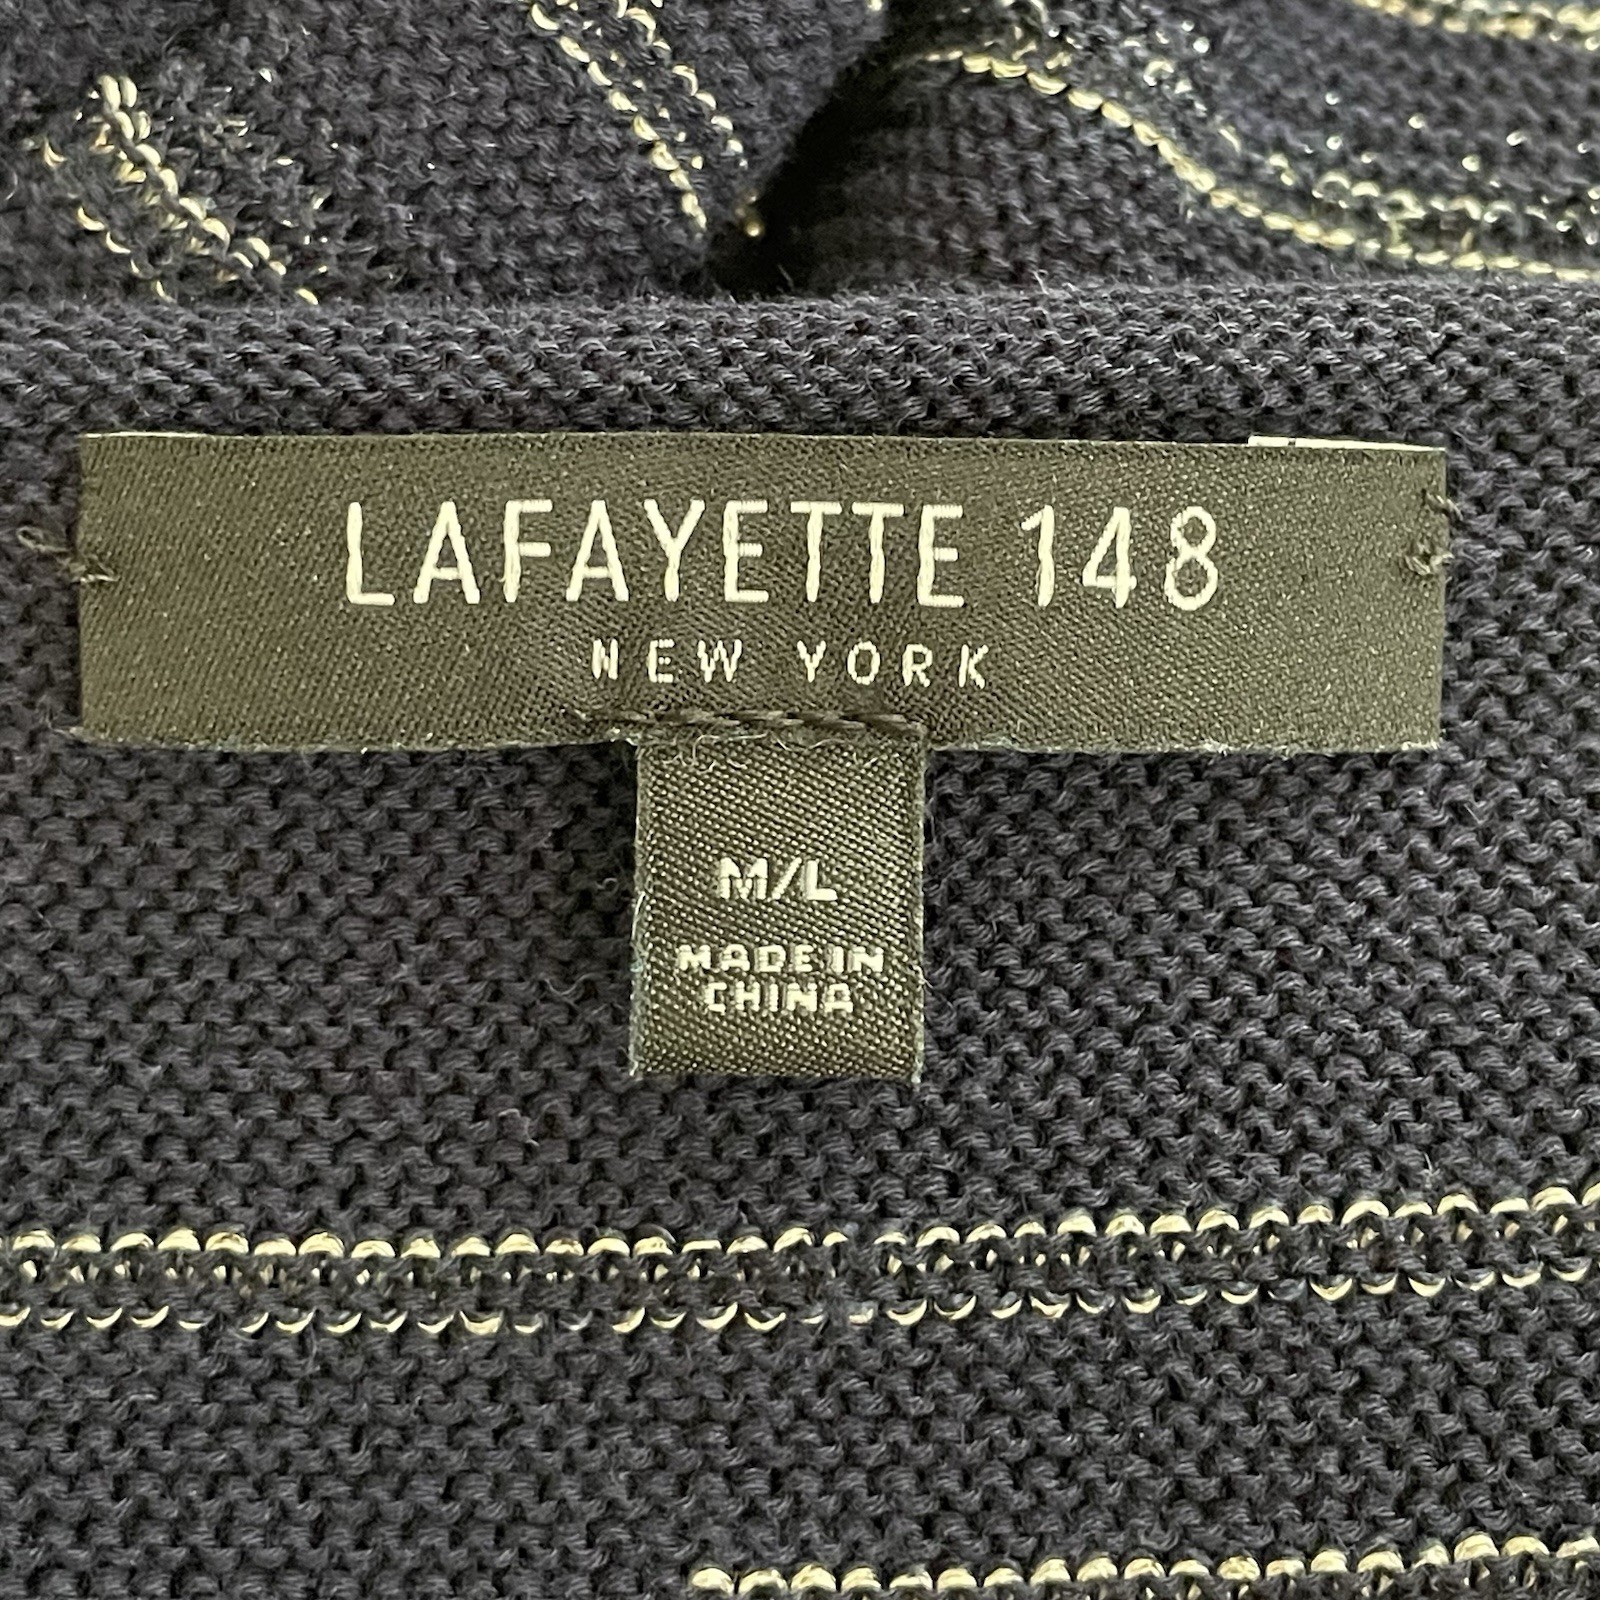 LAFAYETTE 148
NEW YORK
M/L
MADE IN
CHINA